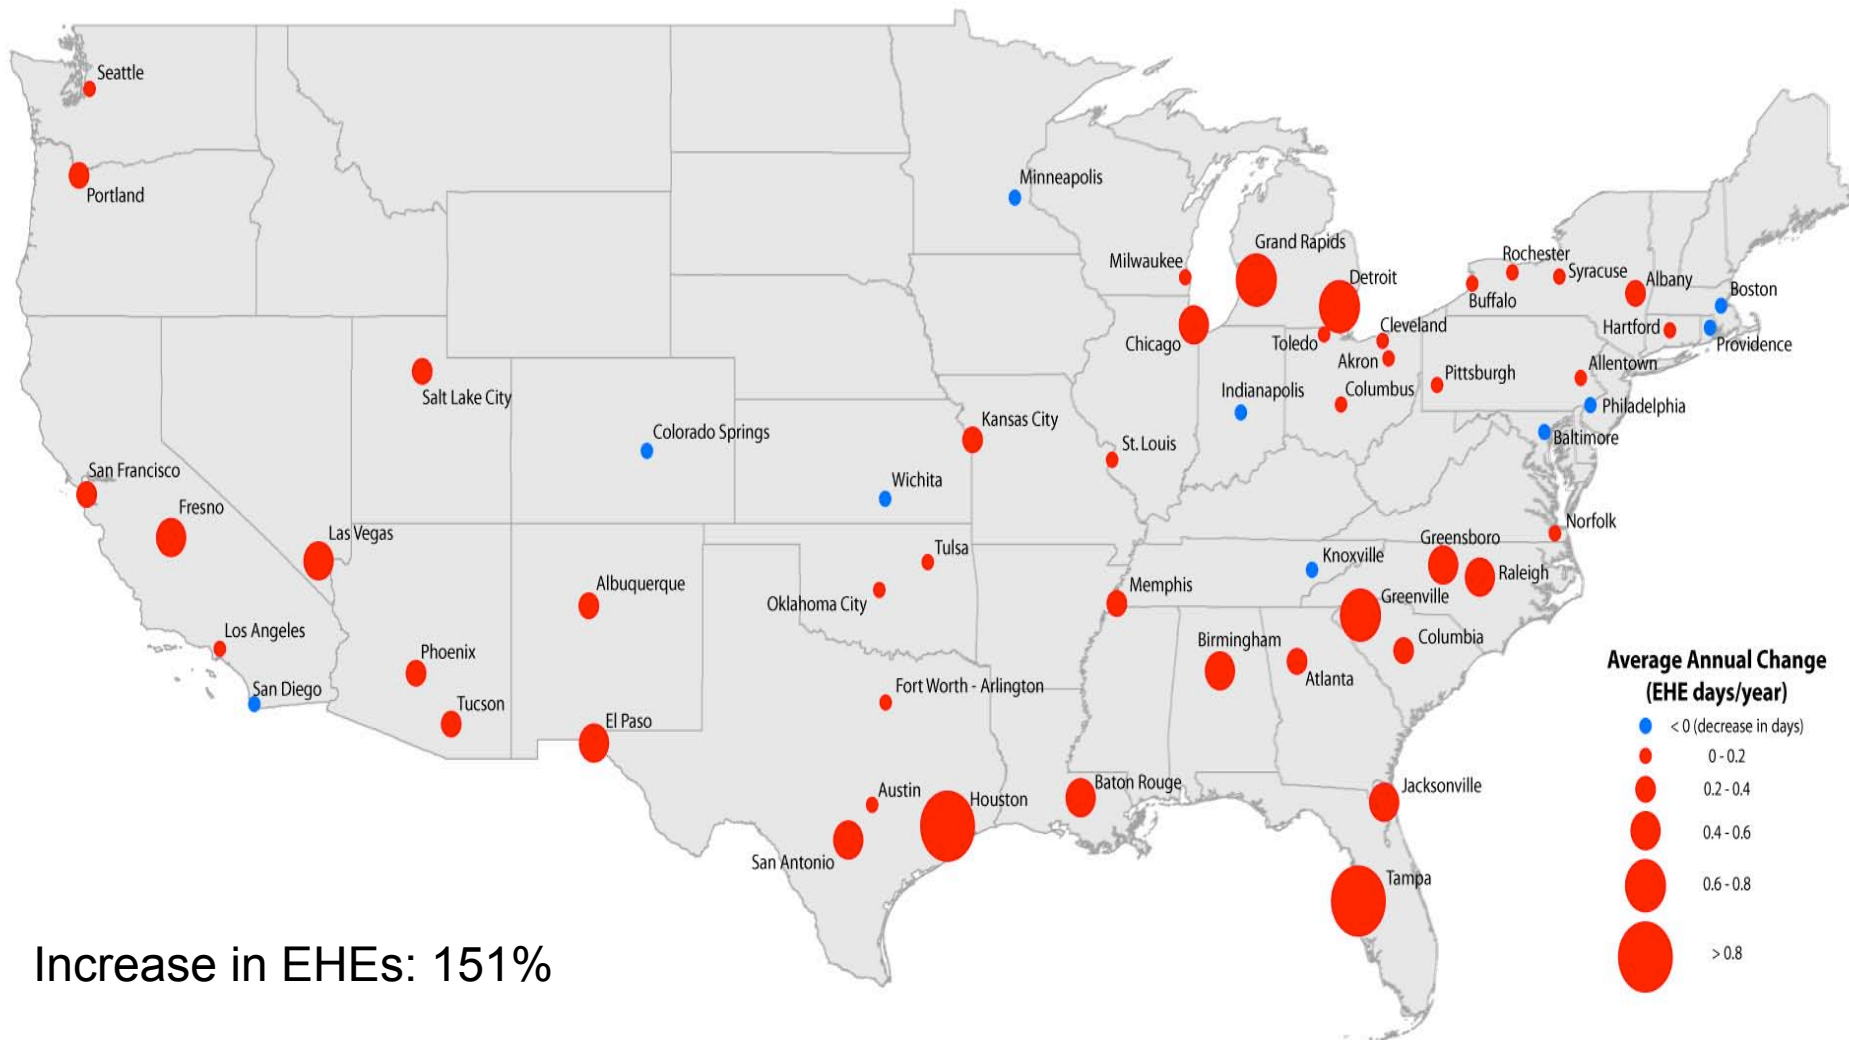 Seattle
Portland
Minneapolis
Grand Rapids
Milwaukee
Detroit
Rochester
Syracuse
Albany
Buffalo
Boston
Chicago
Toledo
Cleveland
Hartford
Providence
Akron
Allentown
Salt Lake City
Pittsburgh
Indianapolis
Columbus
Philadelphia
Colorado Springs
Kansas City
St. Louis
Baltimore
San Francisco
Wichita
Fresno
Las Vegas
Norfolk
Greensboro
Tulsa
Knoxville
Raleigh
Albuquerque
Oklahoma City
Memphis
Greenville
Los Angeles
Phoenix
Birmingham
Columbia
Atlanta
San Diego
Tucson
Fort Worth - Arlington
El Paso
Austin
Houston
Baton Rouge
Jacksonville
San Antonio
Tampa
Average Annual Change
(EHE days/year)
< 0 (decrease in days)
0 - 0.2
0.2 - 0.4
0.4 - 0.6
0.6 - 0.8
> 0.8
Increase in EHEs: 151%